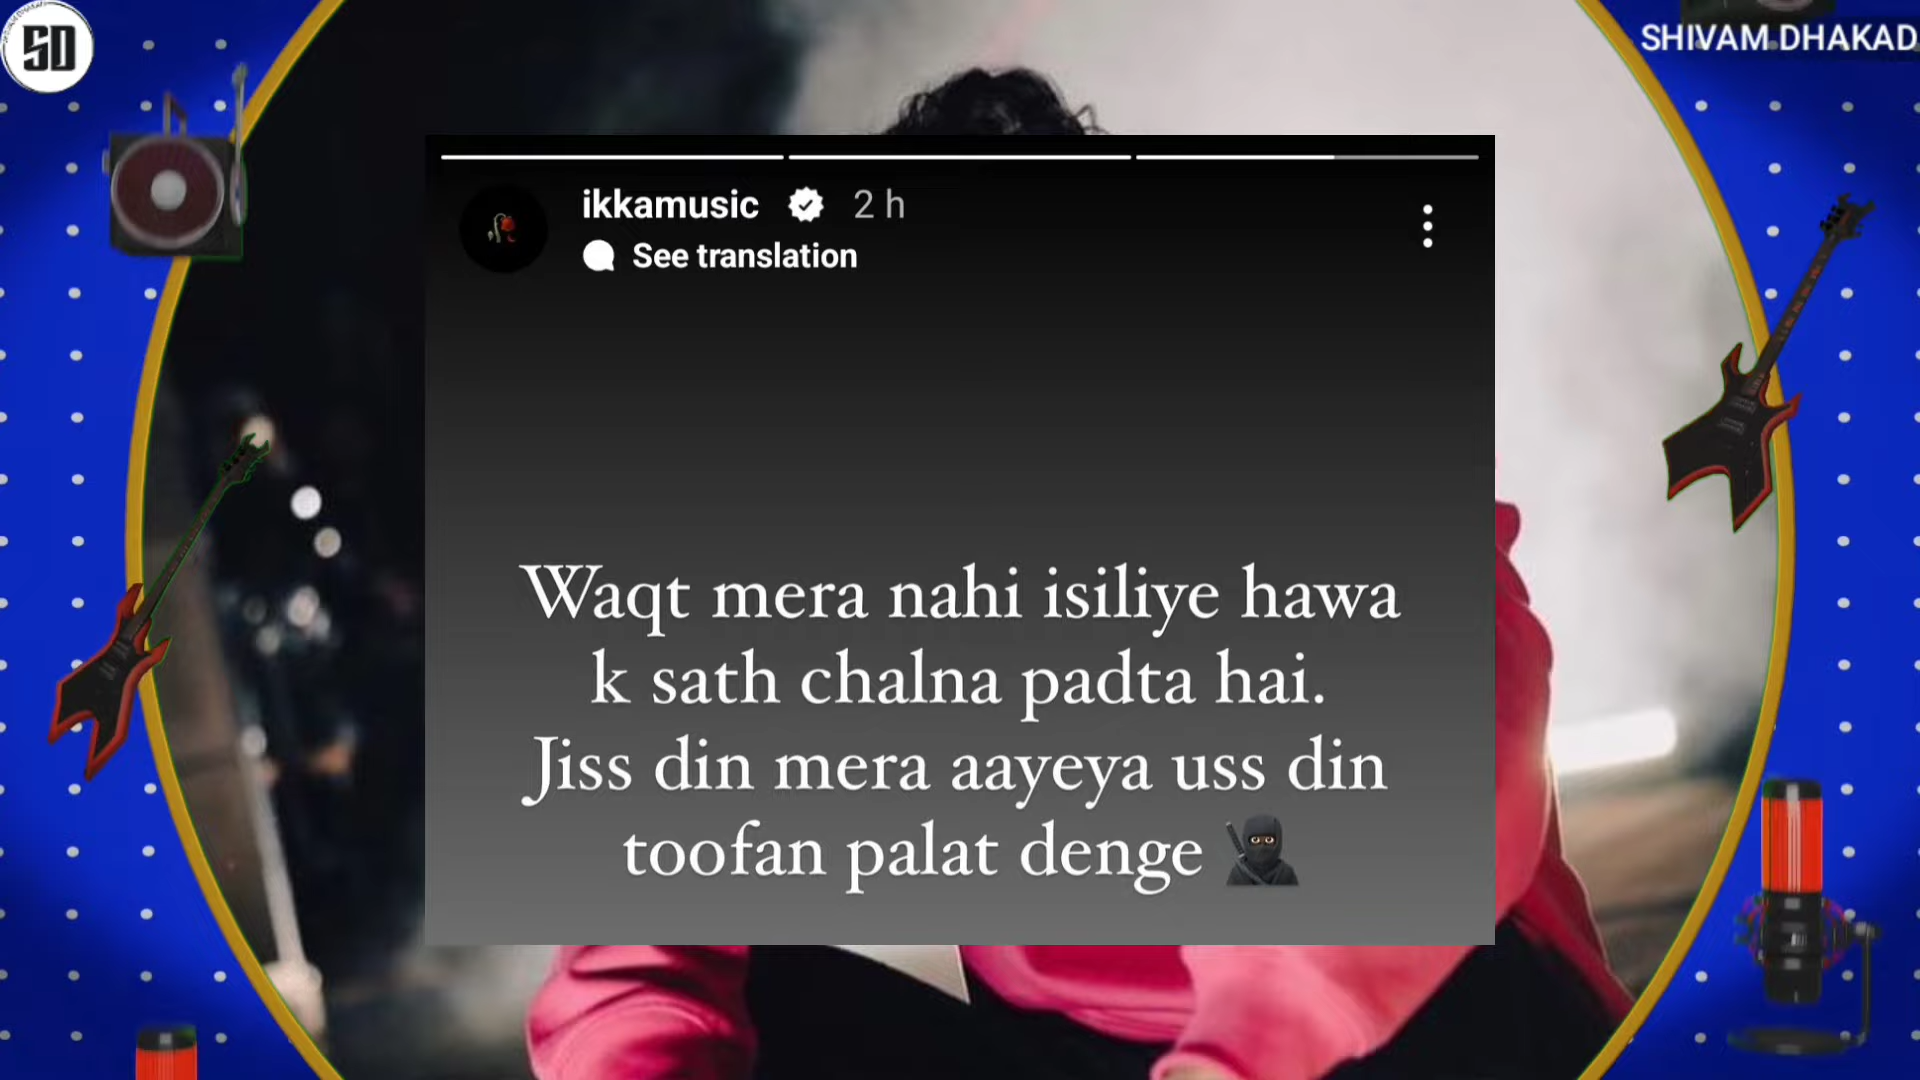 SD
SHIVAM DHAKAD
ikkamusic 2 h
See translation
Waqt mera nahi isiliye hawa
k sath chalna padta hai.
Jiss din mera aayeya uss din
toofan palat denge 🥷🏿